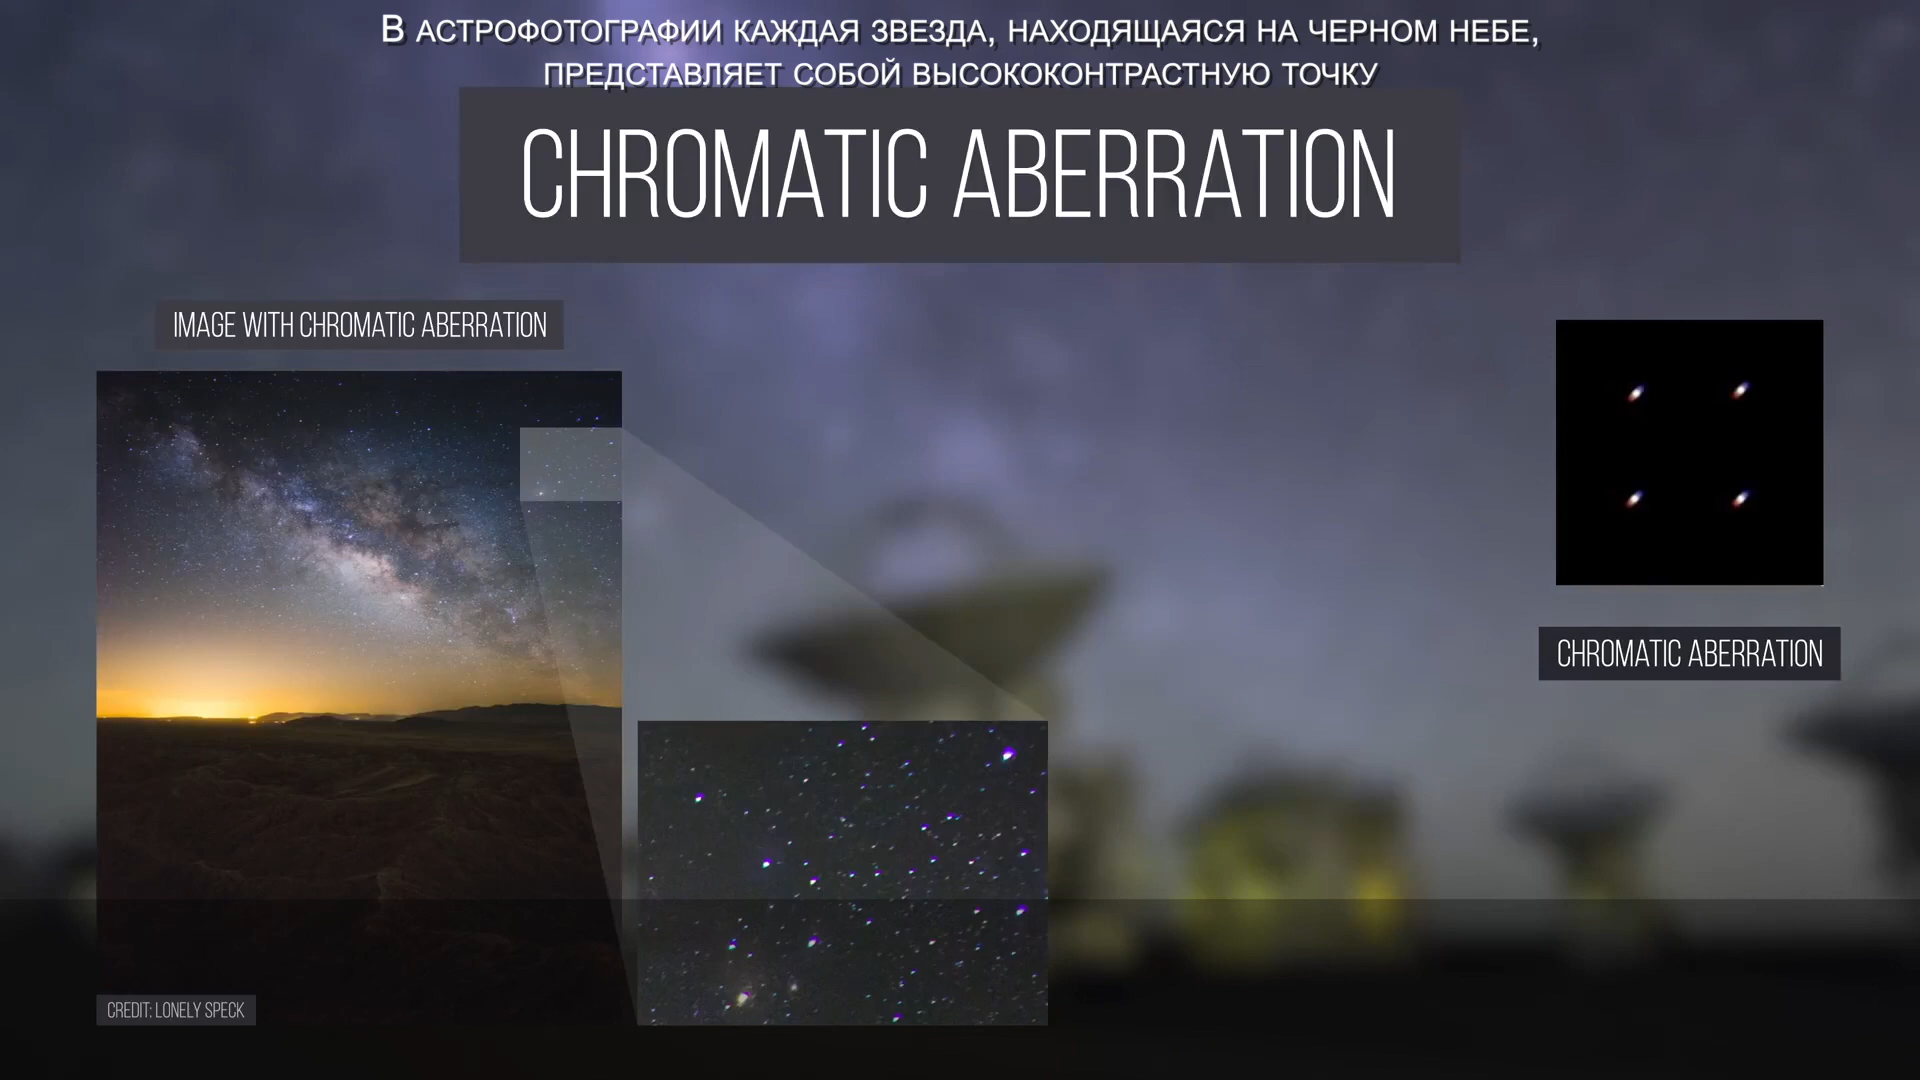 В АСТРОФОТОГРАФИИ КАЖДАЯ ЗВЕЗДА, НАХОДЯЩАЯСЯ НА ЧЕРНОМ НЕБЕ,
ПРЕДСТАВЛЯЕТ СОБОЙ ВЫСОКОКОНТРАСТНУЮ ТОЧКУ
CHROMATIC ABERRATION
IMAGE WITH CHROMATIC ABERRATION
CHROMATIC ABERRATION
CREDIT: LONELY SPECK